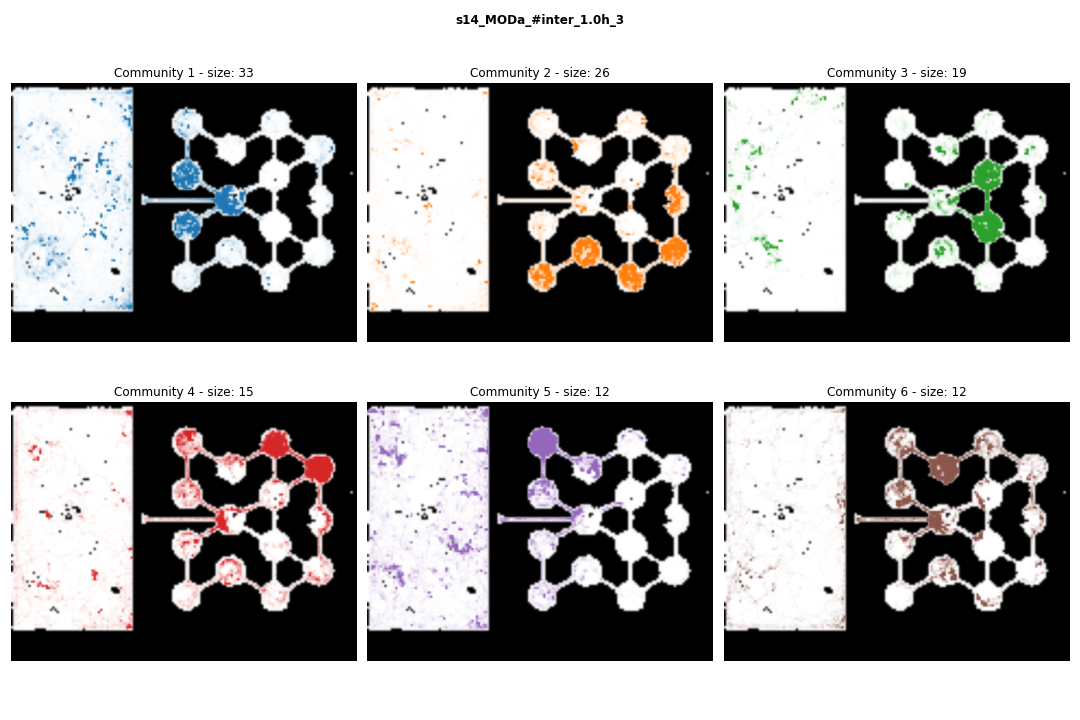 s14_MODa_#inter_1.0h_3
Community 1 - size: 33
Community 2 - size: 26
Community 3 - size: 19
Community 4 - size: 15
Community 5 - size: 12
Community 6 - size: 12